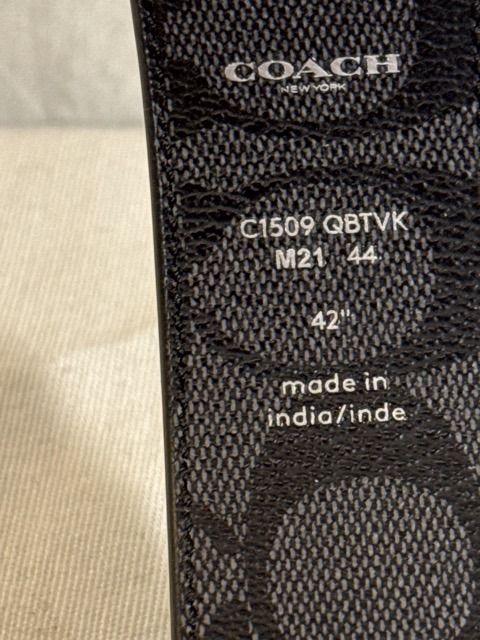 COACH
NEW YORK
C1509 QBTVK
M21 44
42"
made in
india/inde